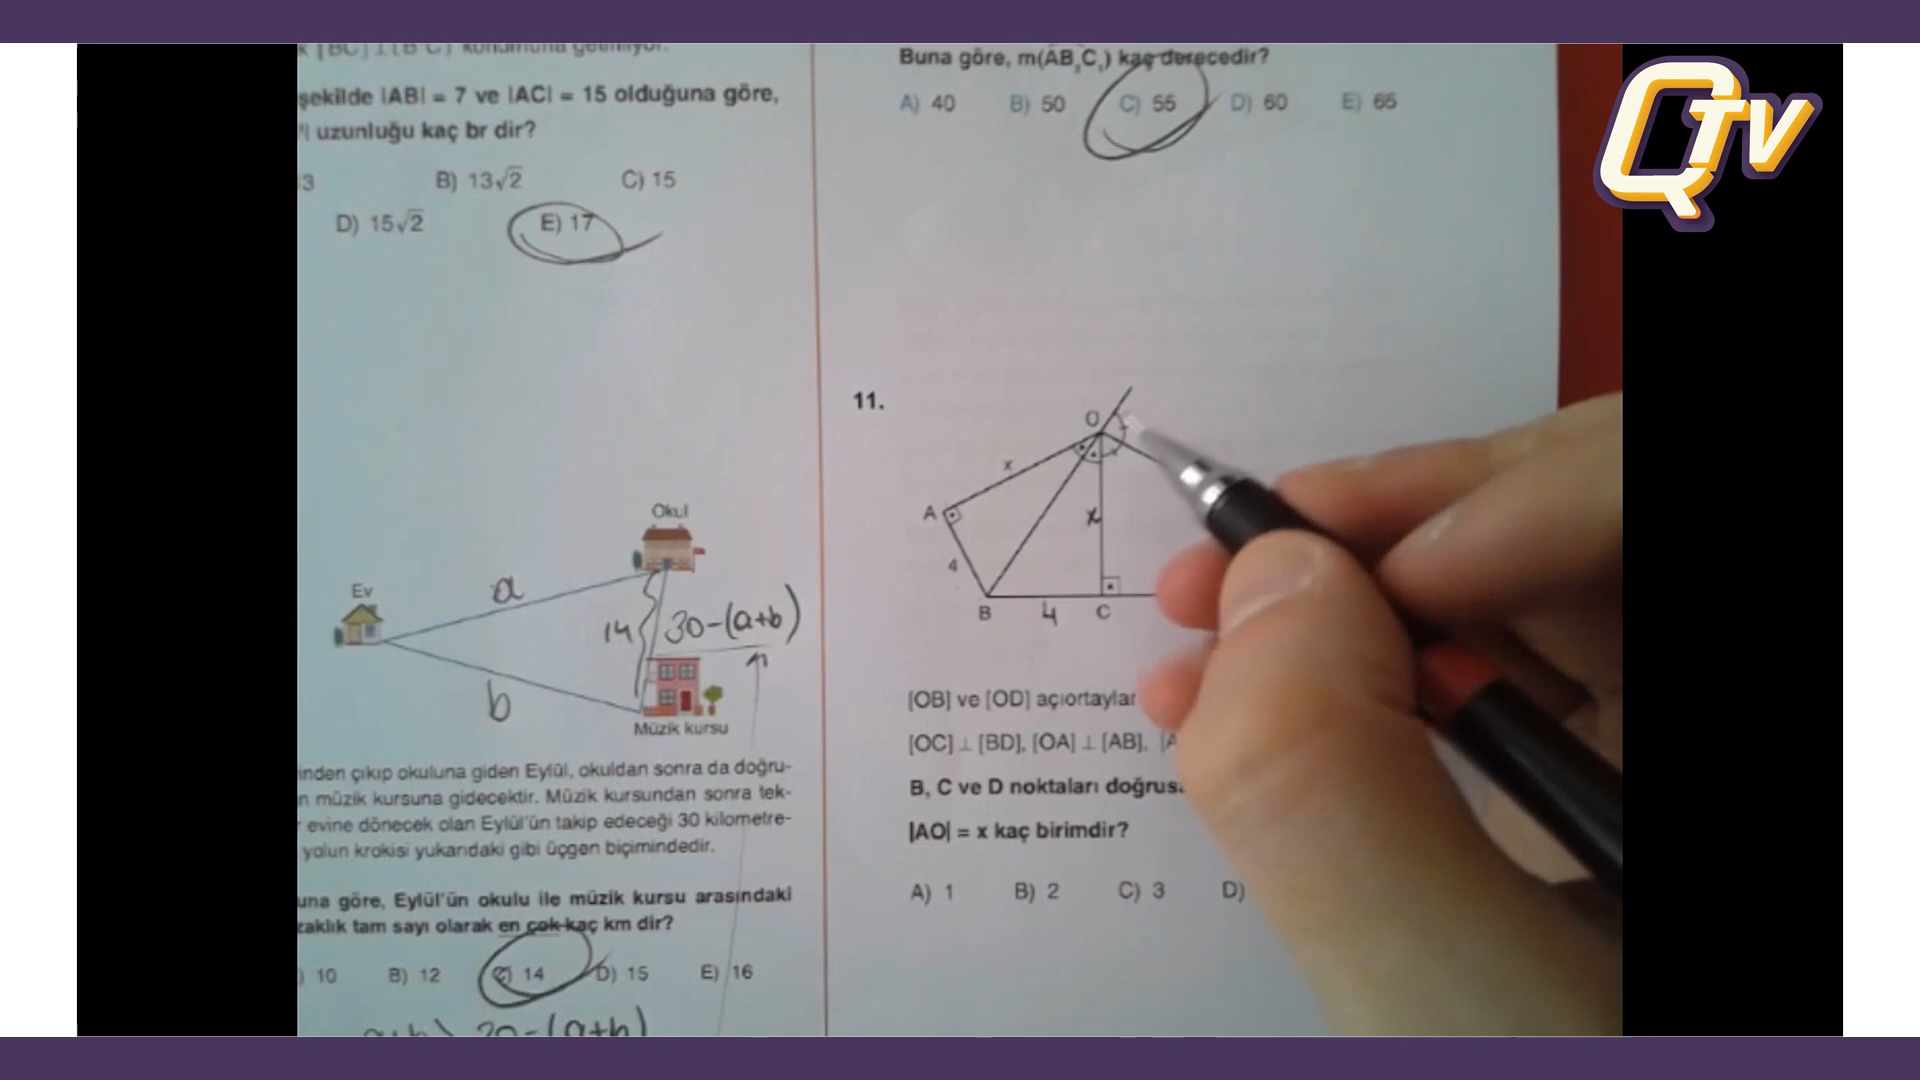 şekilde |AB| = 7 ve |AC| = 15 olduğuna göre,
uzunluğu kaç br dir?
3
B) 13√2
C) 15
D) 15√2
E) 17
Okul
Ev
a
14
30-(a+b)
b
Müzik kursu
inden çıkıp okuluna giden Eylül, okuldan sonra da doğru-
n müzik kursuna gidecektir. Müzik kursundan sonra tek-
r evine dönecek olan Eylül'ün takip edeceği 30 kilometre-
yolun krokisi yukarıdaki gibi üçgen biçimindedir.
una göre, Eylül'ün okulu ile müzik kursu arasındaki
zaklık tam sayı olarak en çok kaç km dir?
) 10
B) 12
C) 14
D) 15
E) 16
30-(a+b)
Buna göre, m(AB₂C₁) kaç derecedir?
A) 40
B) 50
C) 55
D) 60
E) 65
11.
O
x
A
x
4
B
4
C
[OB] ve [OD] açıortaylar
[OC] ⊥ [BD], [OA] ⊥ [AB], |A
B, C ve D noktaları doğrus
|AO| = x kaç birimdir?
A) 1
B) 2
C) 3
D)
QTV